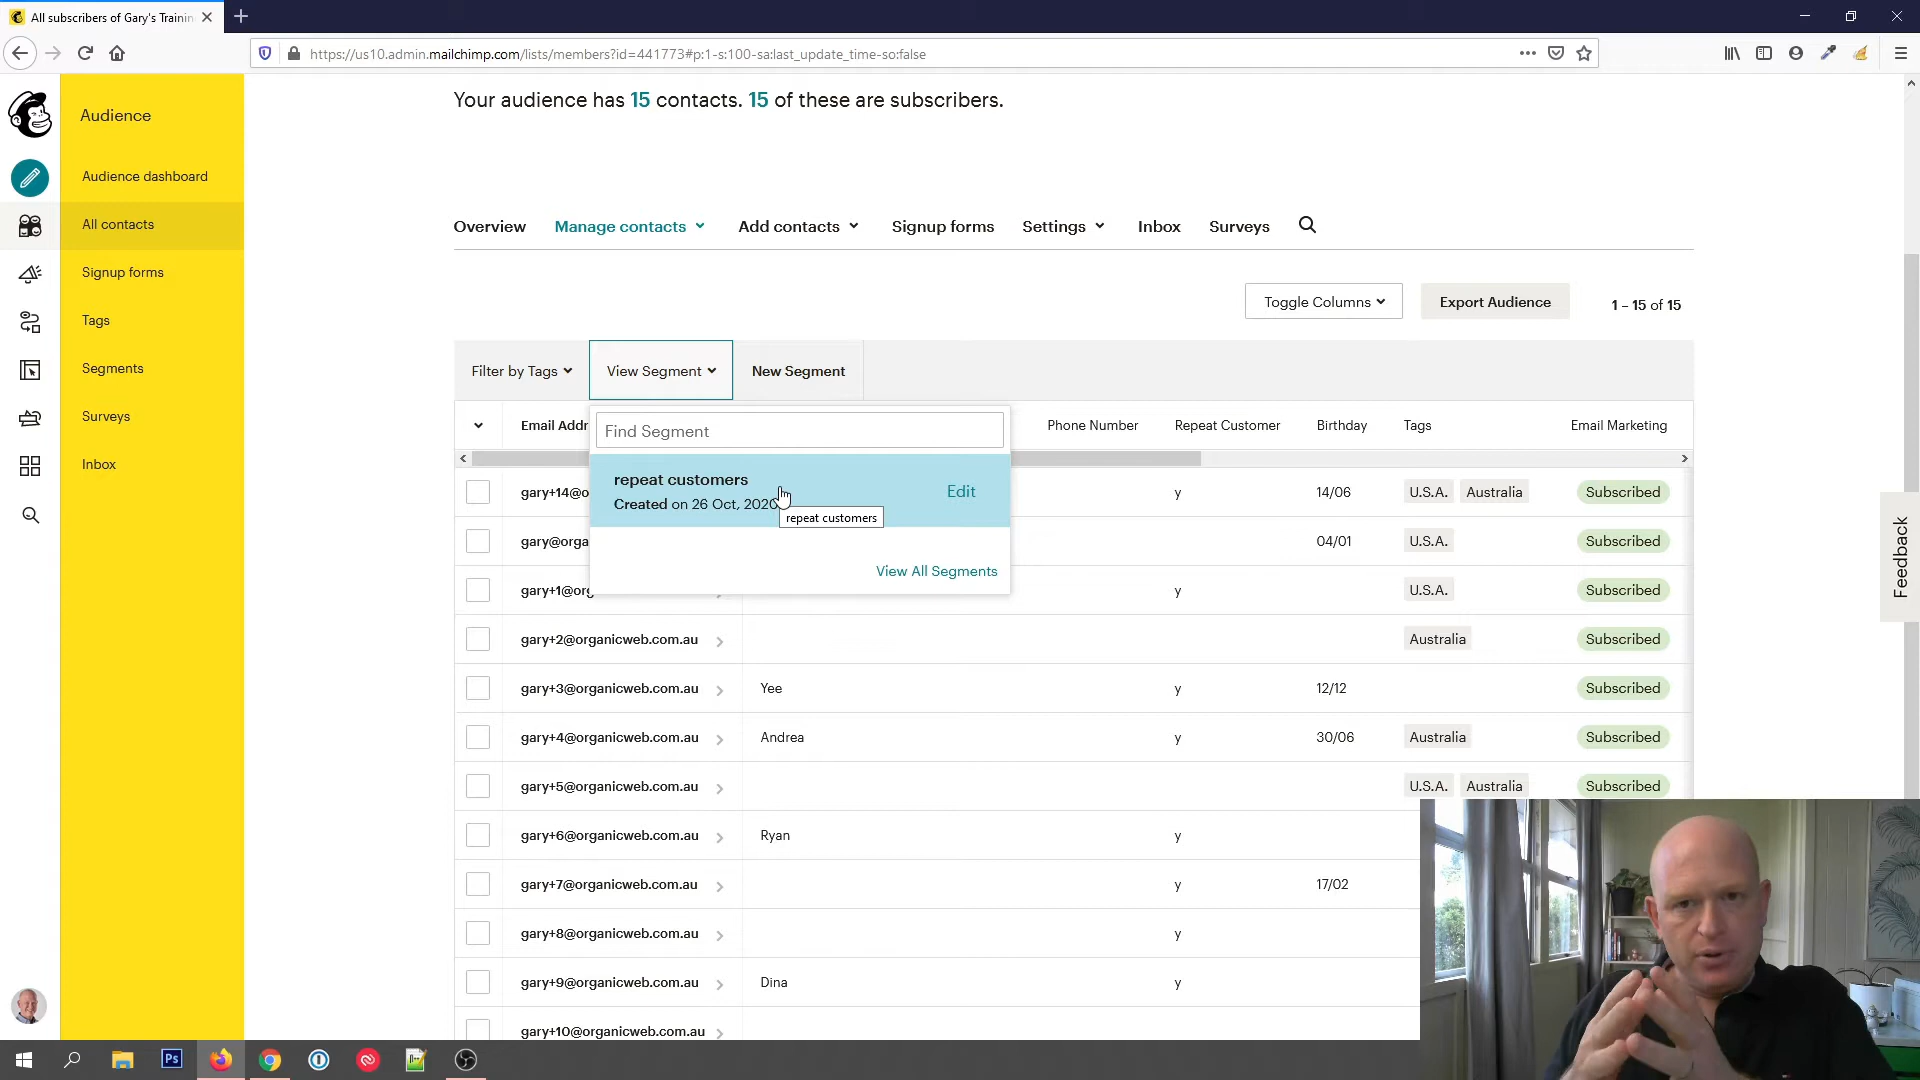 All subscribers of Gary's Trainin
https://us10.admin.mailchimp.com/lists/members?id=441773#p:1-s:100-sa:last_update_time-so:false
Audience
Audience dashboard
All contacts
Signup forms
Tags
Segments
Surveys
Inbox
Your audience has 15 contacts. 15 of these are subscribers.
Overview Manage contacts Add contacts Signup forms Settings Inbox Surveys
Toggle Columns Export Audience 1 – 15 of 15
Filter by Tags View Segment New Segment
Email Addr Phone Number Repeat Customer Birthday Tags Email Marketing
Find Segment
repeat customers
Created on 26 Oct, 2020
Edit
repeat customers
View All Segments
gary+14@o y 14/06 U.S.A. Australia Subscribed
gary@orga 04/01 U.S.A. Subscribed
gary+1@org y U.S.A. Subscribed
gary+2@organicweb.com.au Australia Subscribed
gary+3@organicweb.com.au Yee y 12/12 Subscribed
gary+4@organicweb.com.au Andrea y 30/06 Australia Subscribed
gary+5@organicweb.com.au U.S.A. Australia Subscribed
gary+6@organicweb.com.au Ryan y
gary+7@organicweb.com.au y 17/02
gary+8@organicweb.com.au y
gary+9@organicweb.com.au Dina y
gary+10@organicweb.com.au
Feedback
Ps